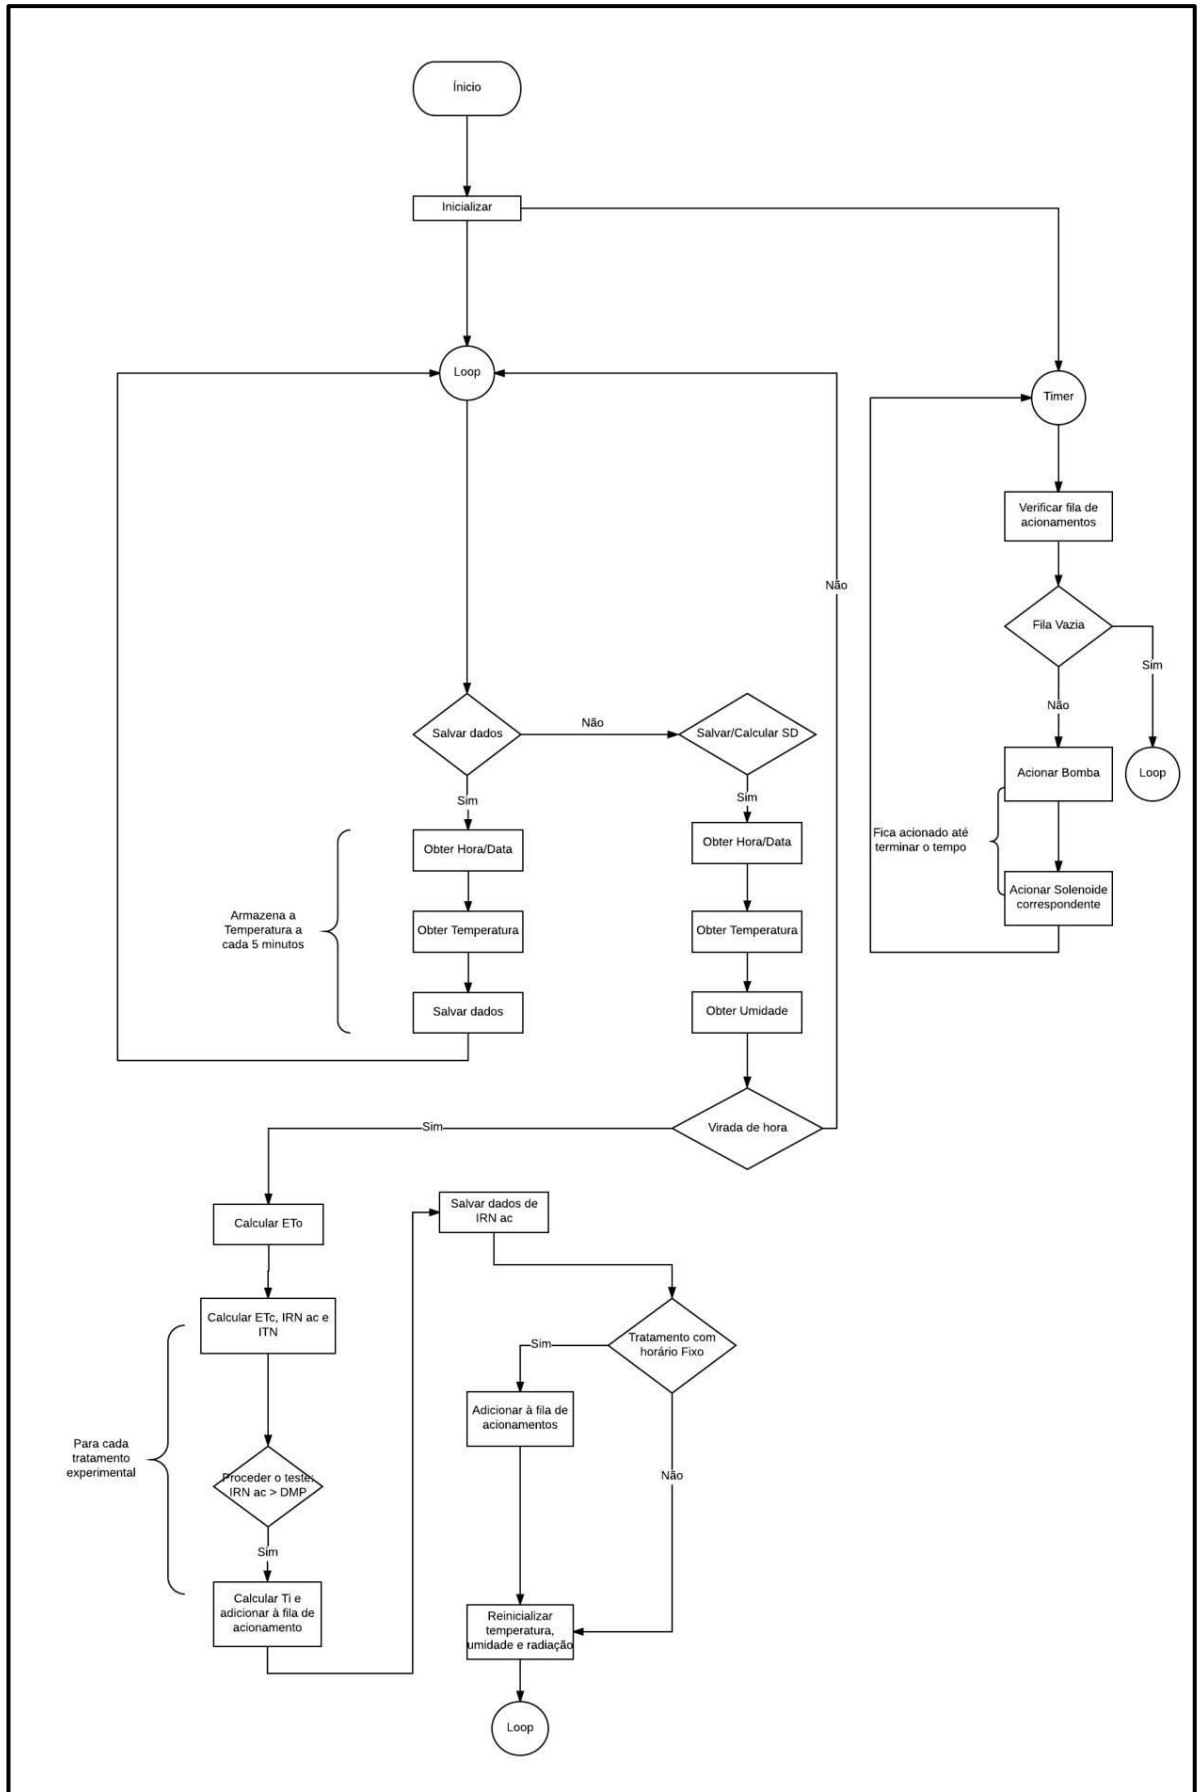 Ínicio
Inicializar
Loop
Timer
Verificar fila de
acionamentos
Não
Fila Vazia
Sim
Não
Salvar dados
Não
Salvar/Calcular SD
Acionar Bomba
Loop
Sim
Sim
Fica acionado até
terminar o tempo
Obter Hora/Data
Obter Hora/Data
Acionar Solenoide
correspondente
Armazena a
Temperatura a
cada 5 minutos
Obter Temperatura
Obter Temperatura
Salvar dados
Obter Umidade
Sim
Virada de hora
Calcular ETo
Salvar dados de
IRN ac
Calcular ETc, IRN ac e
ITN
Tratamento com
horário Fixo
Sim
Adicionar à fila de
acionamentos
Para cada
tratamento
experimental
Proceder o teste:
IRN ac > DMP
Não
Sim
Calcular Ti e
adicionar à fila de
acionamento
Reinicializar
temperatura,
umidade e radiação
Loop